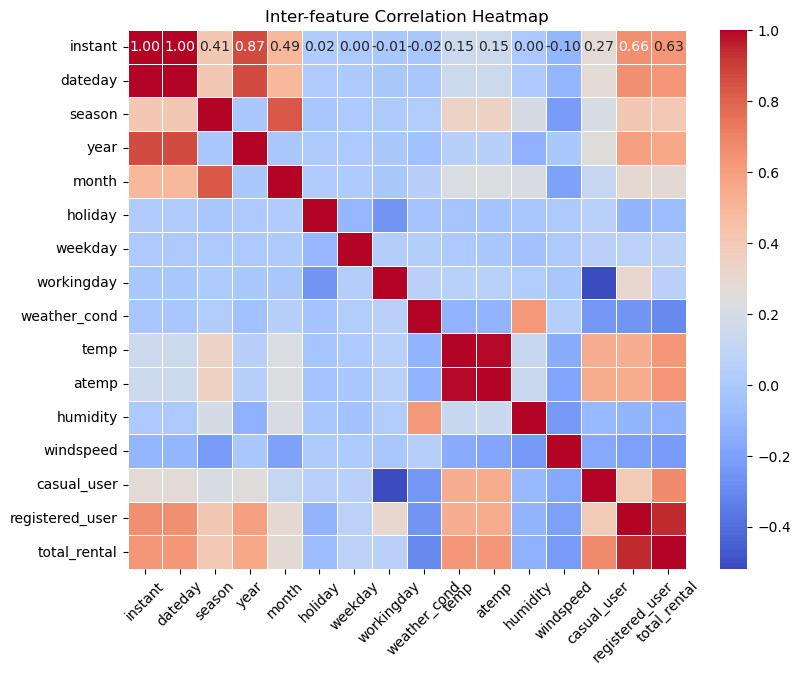 Inter-feature Correlation Heatmap
instant 1.00 1.00 0.41 0.87 0.49 0.02 0.00 -0.01 -0.02 0.15 0.15 0.00 -0.10 0.27 0.66 0.63
dateday
season
year
month
holiday
weekday
workingday
weather_cond
temp
atemp
humidity
windspeed
casual_user
registered_user
total_rental
instant dateday season year month holiday weekday workingday weather_cond temp atemp humidity windspeed casual_user registered_user total_rental
1.0
0.8
0.6
0.4
0.2
0.0
−0.2
−0.4